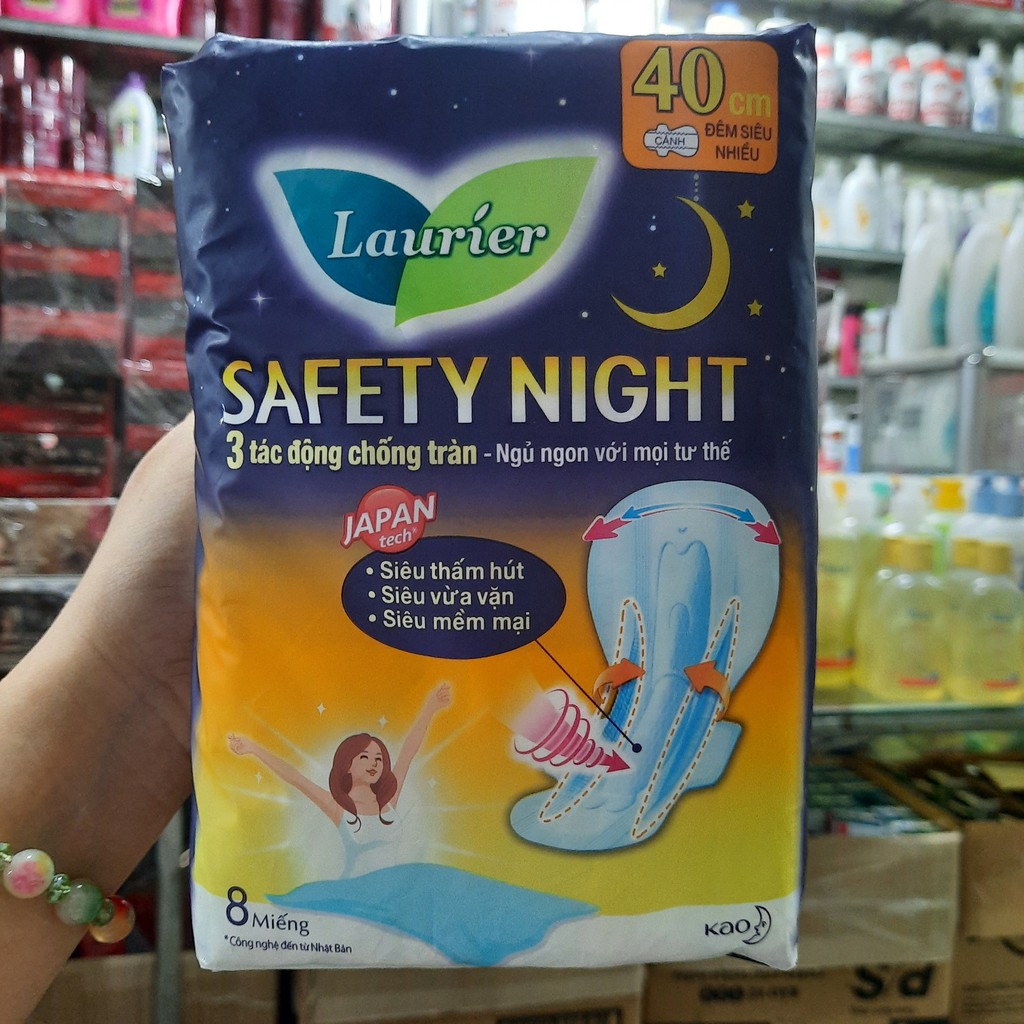 40 cm
CÁNH
ĐÊM SIÊU
NHIỀU
Laurier
SAFETY NIGHT
3 tác động chống tràn - Ngủ ngon với mọi tư thế
JAPAN
tech*
• Siêu thấm hút
• Siêu vừa vặn
• Siêu mềm mại
8 Miếng
*Công nghệ đến từ Nhật Bản
Kao